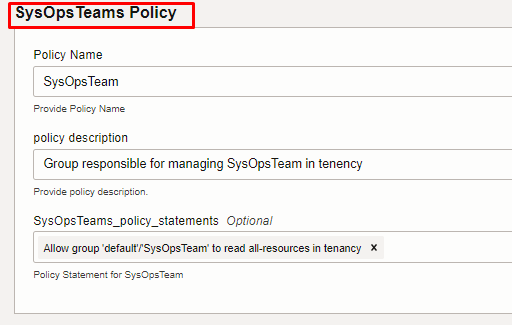 SysOpsTeams Policy
Policy Name
SysOpsTeam
Provide Policy Name
policy description
Group responsible for managing SysOpsTeam in tenency
Provide policy description.
SysOpsTeams_policy_statements Optional
Allow group 'default'/'SysOpsTeam' to read all-resources in tenancy x
Policy Statement for SysOpsTeam